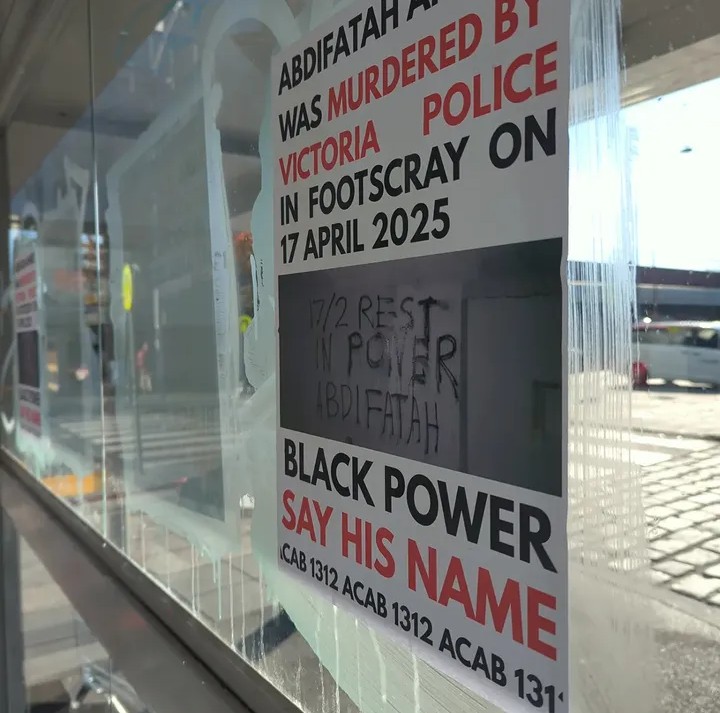 ABDIFATAH
WAS MURDERED BY
VICTORIA POLICE
IN FOOTSCRAY ON
17 APRIL 2025
17/2 REST
IN POWER
ABDIFATAH
BLACK POWER
SAY HIS NAME
CAB 1312 ACAB 1312 ACAB 131